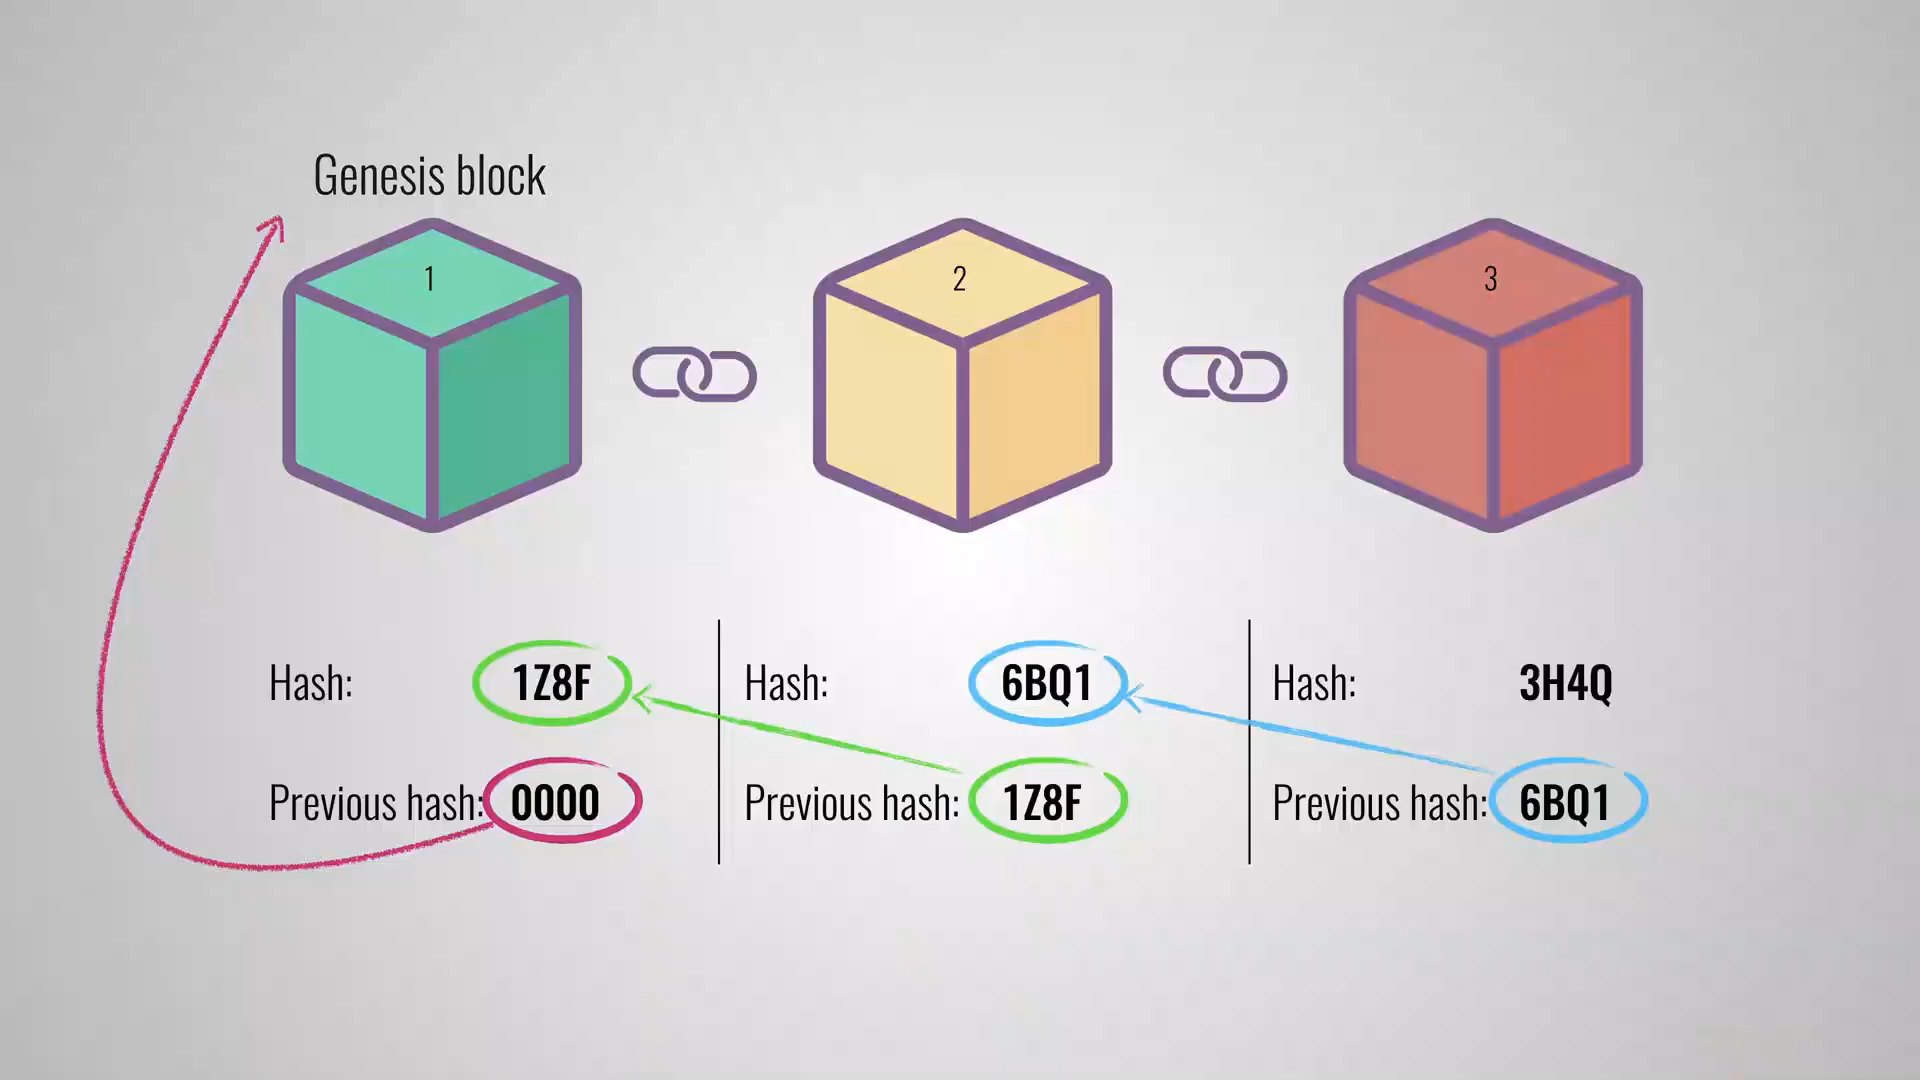 Genesis block
1
2
3
Hash: 1Z8F
Previous hash: 0000
Hash: 6BQ1
Previous hash: 1Z8F
Hash: 3H4Q
Previous hash: 6BQ1